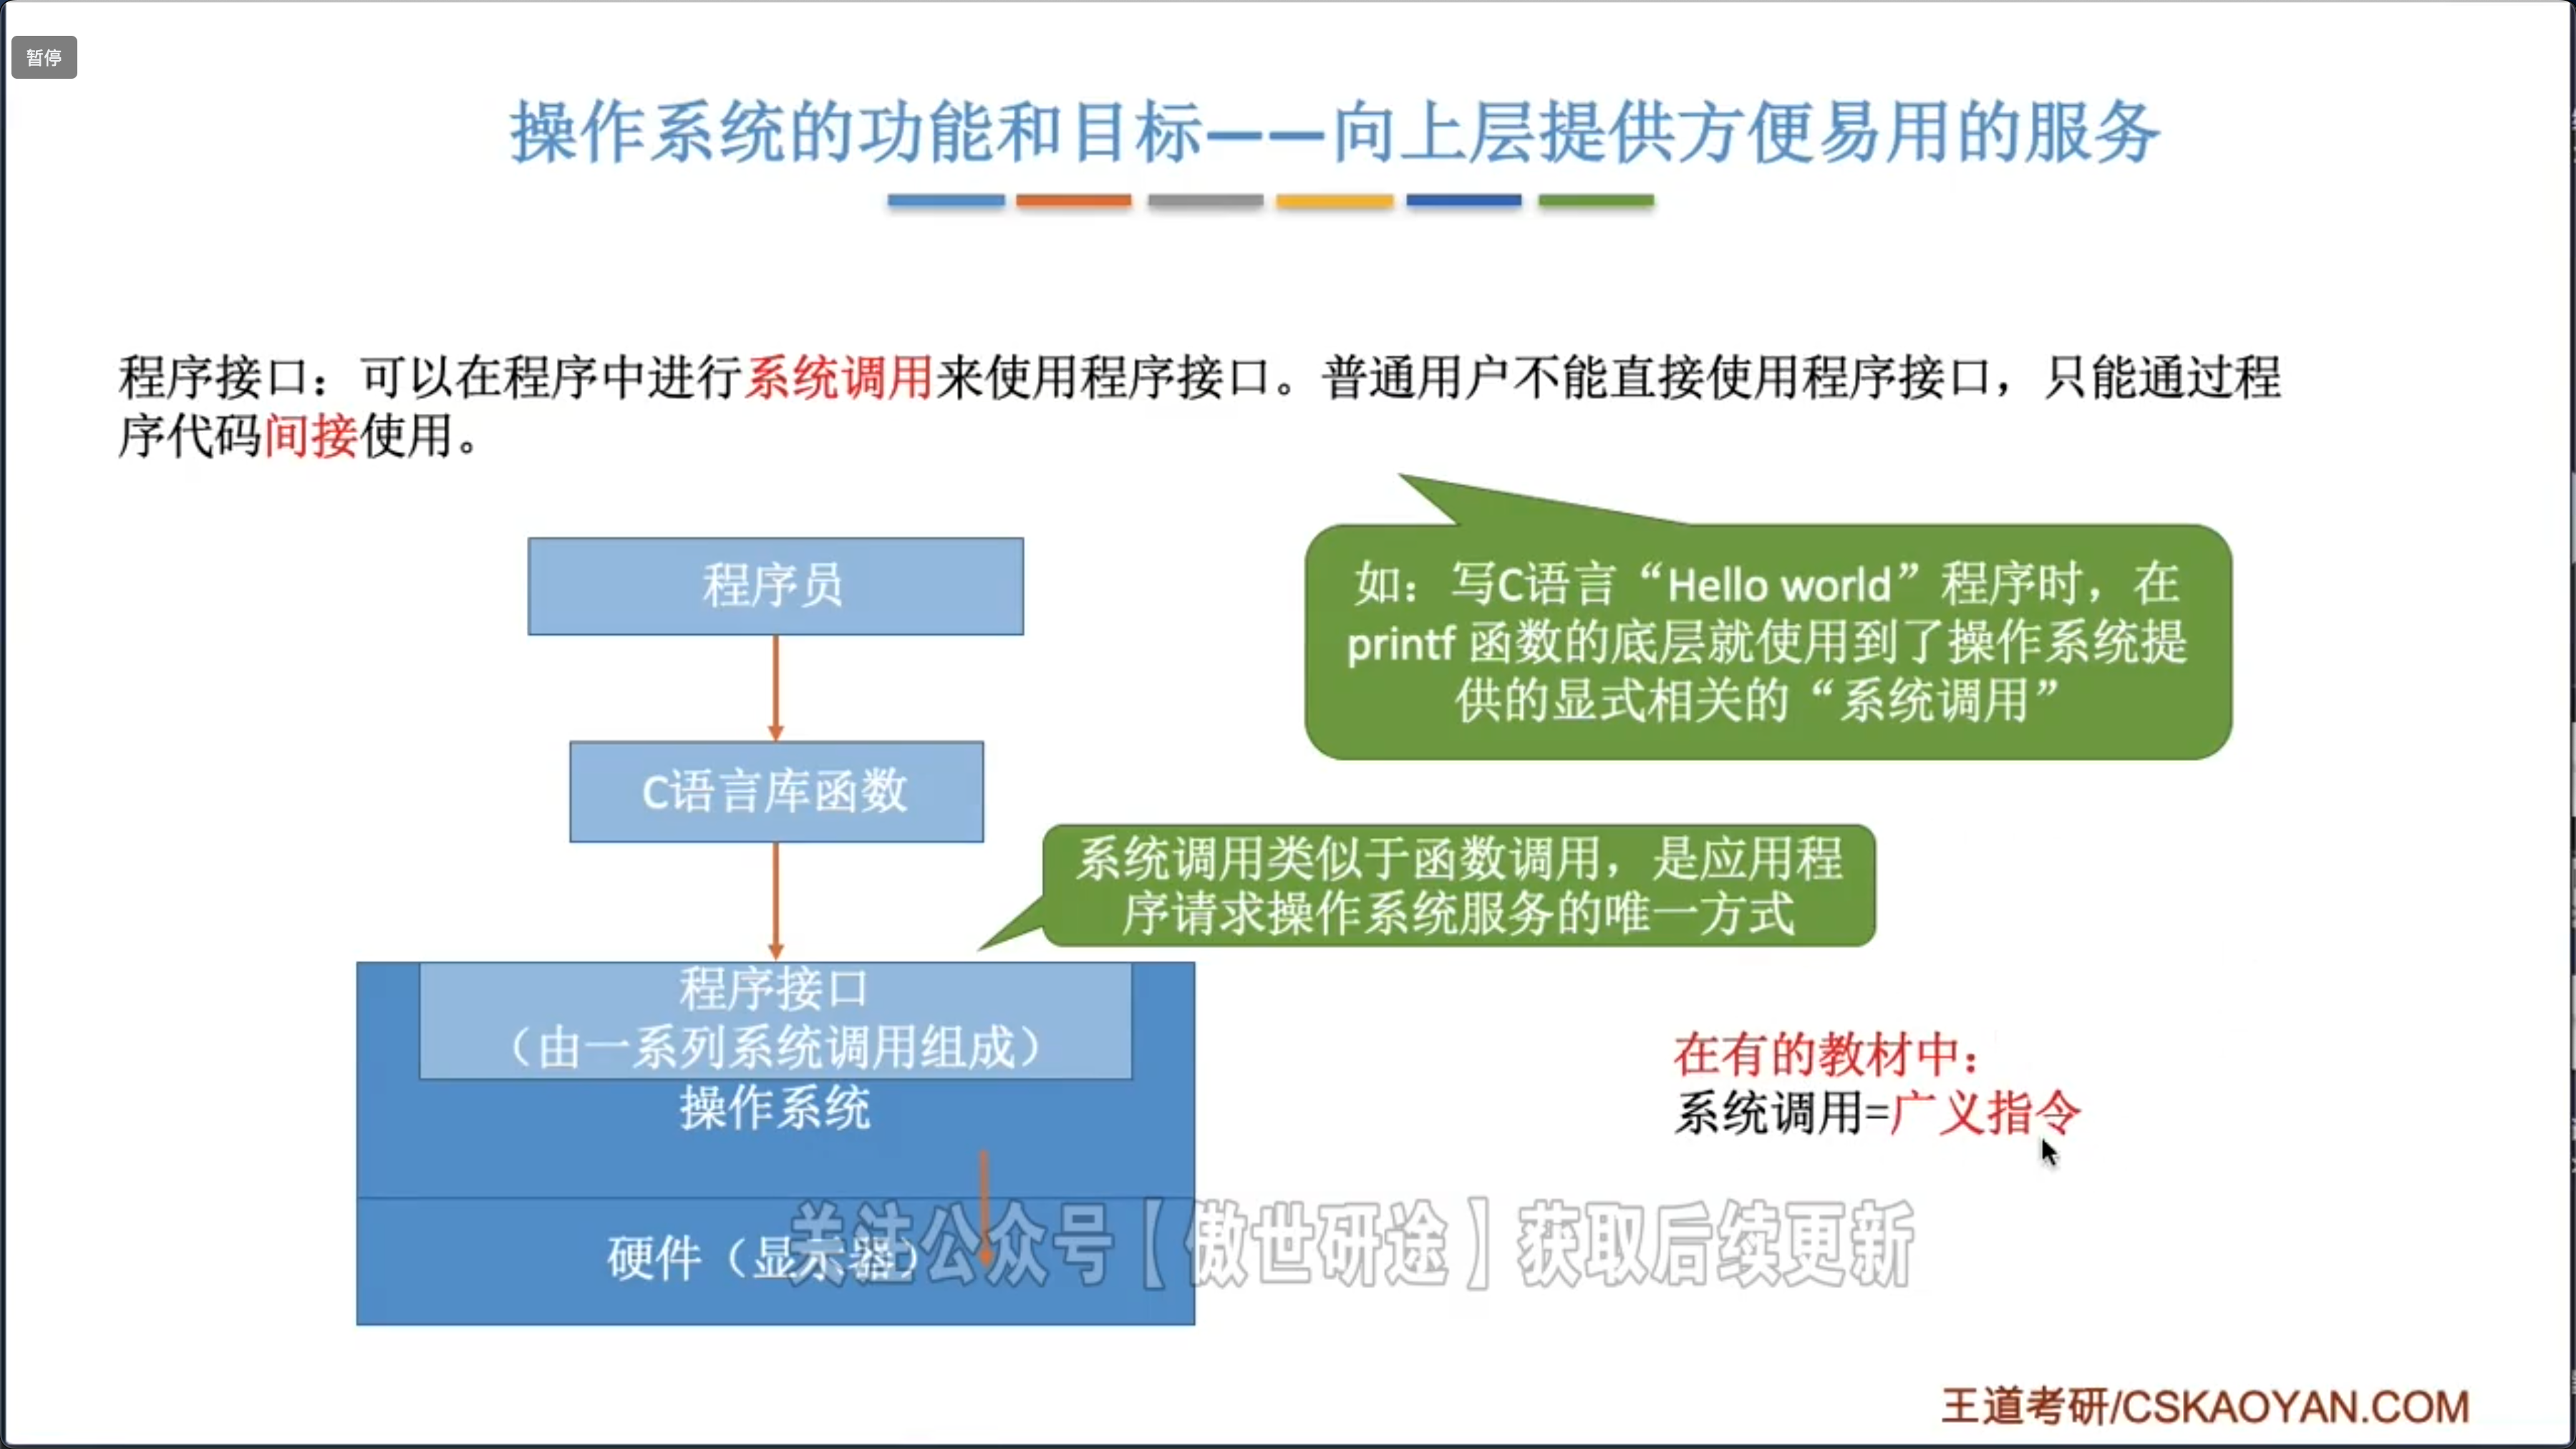 暂停
操作系统的功能和目标——向上层提供方便易用的服务
程序接口：可以在程序中进行系统调用来使用程序接口。普通用户不能直接使用程序接口，只能通过程
序代码间接使用。
程序员
如：写C语言“Hello world”程序时，在
printf 函数的底层就使用到了操作系统提
供的显式相关的“系统调用”
C语言库函数
系统调用类似于函数调用，是应用程
序请求操作系统服务的唯一方式
程序接口
（由一系列系统调用组成）
操作系统
在有的教材中：
系统调用=广义指令
硬件（显示器）
关注公众号【傲世研途】获取后续更新
王道考研/CSKAOYAN.COM